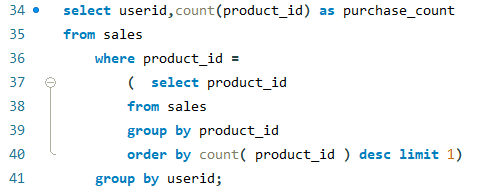 34 select userid,count(product_id) as purchase_count
35 from sales
36 where product_id =
37 ( select product_id
38 from sales
39 group by product_id
40 order by count( product_id ) desc limit 1)
41 group by userid;